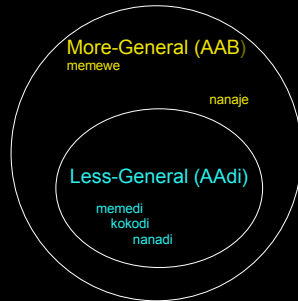 More-General (AAB)
memewe
nanaje
Less-General (AAdi)
memedi
kokodi
nanadi